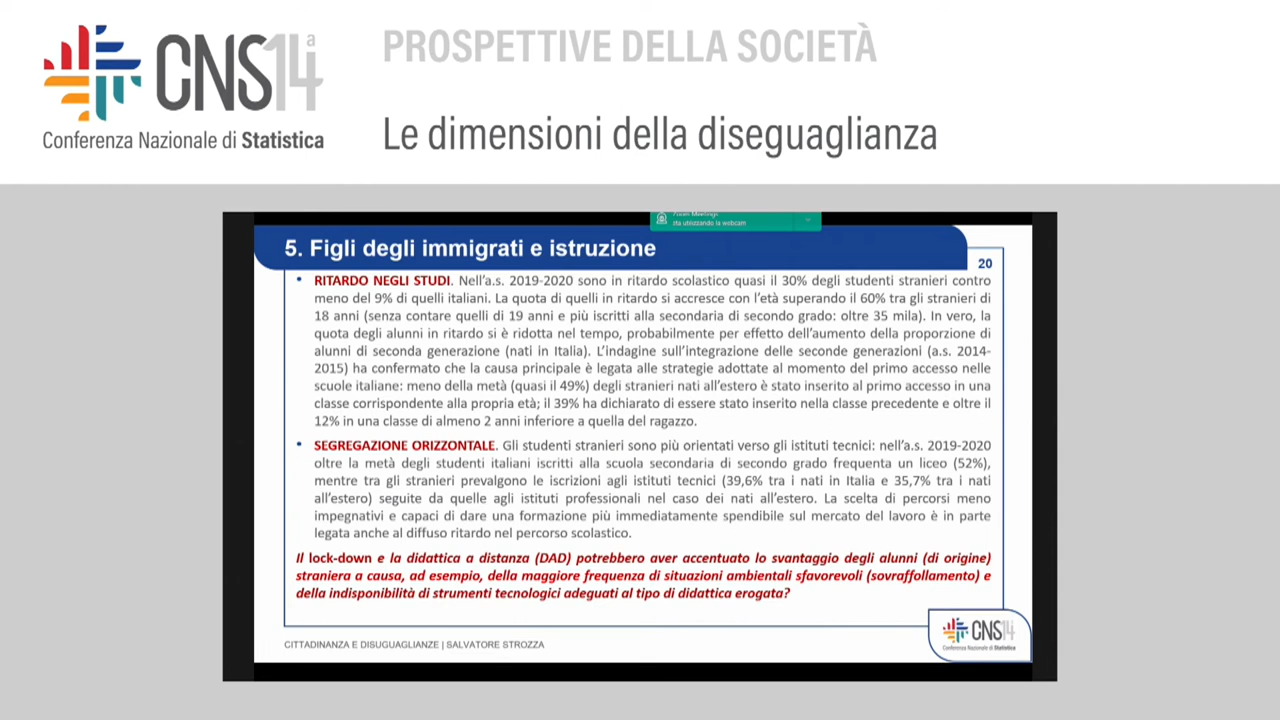 CNS14ª
Conferenza Nazionale di Statistica
PROSPETTIVE DELLA SOCIETÀ
Le dimensioni della diseguaglianza
Zoom Meetings
sta utilizzando la webcam
5. Figli degli immigrati e istruzione
20
• RITARDO NEGLI STUDI. Nell'a.s. 2019-2020 sono in ritardo scolastico quasi il 30% degli studenti stranieri contro
meno del 9% di quelli italiani. La quota di quelli in ritardo si accresce con l'età superando il 60% tra gli stranieri di
18 anni (senza contare quelli di 19 anni e più iscritti alla secondaria di secondo grado: oltre 35 mila). In vero, la
quota degli alunni in ritardo si è ridotta nel tempo, probabilmente per effetto dell'aumento della proporzione di
alunni di seconda generazione (nati in Italia). L'indagine sull'integrazione delle seconde generazioni (a.s. 2014-
2015) ha confermato che la causa principale è legata alle strategie adottate al momento del primo accesso nelle
scuole italiane: meno della metà (quasi il 49%) degli stranieri nati all'estero è stato inserito al primo accesso in una
classe corrispondente alla propria età; il 39% ha dichiarato di essere stato inserito nella classe precedente e oltre il
12% in una classe di almeno 2 anni inferiore a quella del ragazzo.
• SEGREGAZIONE ORIZZONTALE. Gli studenti stranieri sono più orientati verso gli istituti tecnici: nell'a.s. 2019-2020
oltre la metà degli studenti italiani iscritti alla scuola secondaria di secondo grado frequenta un liceo (52%),
mentre tra gli stranieri prevalgono le iscrizioni agli istituti tecnici (39,6% tra i nati in Italia e 35,7% tra i nati
all'estero) seguite da quelle agli istituti professionali nel caso dei nati all'estero. La scelta di percorsi meno
impegnativi e capaci di dare una formazione più immediatamente spendibile sul mercato del lavoro è in parte
legata anche al diffuso ritardo nel percorso scolastico.
Il lock-down e la didattica a distanza (DAD) potrebbero aver accentuato lo svantaggio degli alunni (di origine)
straniera a causa, ad esempio, della maggiore frequenza di situazioni ambientali sfavorevoli (sovraffollamento) e
della indisponibilità di strumenti tecnologici adeguati al tipo di didattica erogata?
CITTADINANZA E DISUGUAGLIANZE | SALVATORE STROZZA
CNS14
Conferenza Nazionale di Statistica